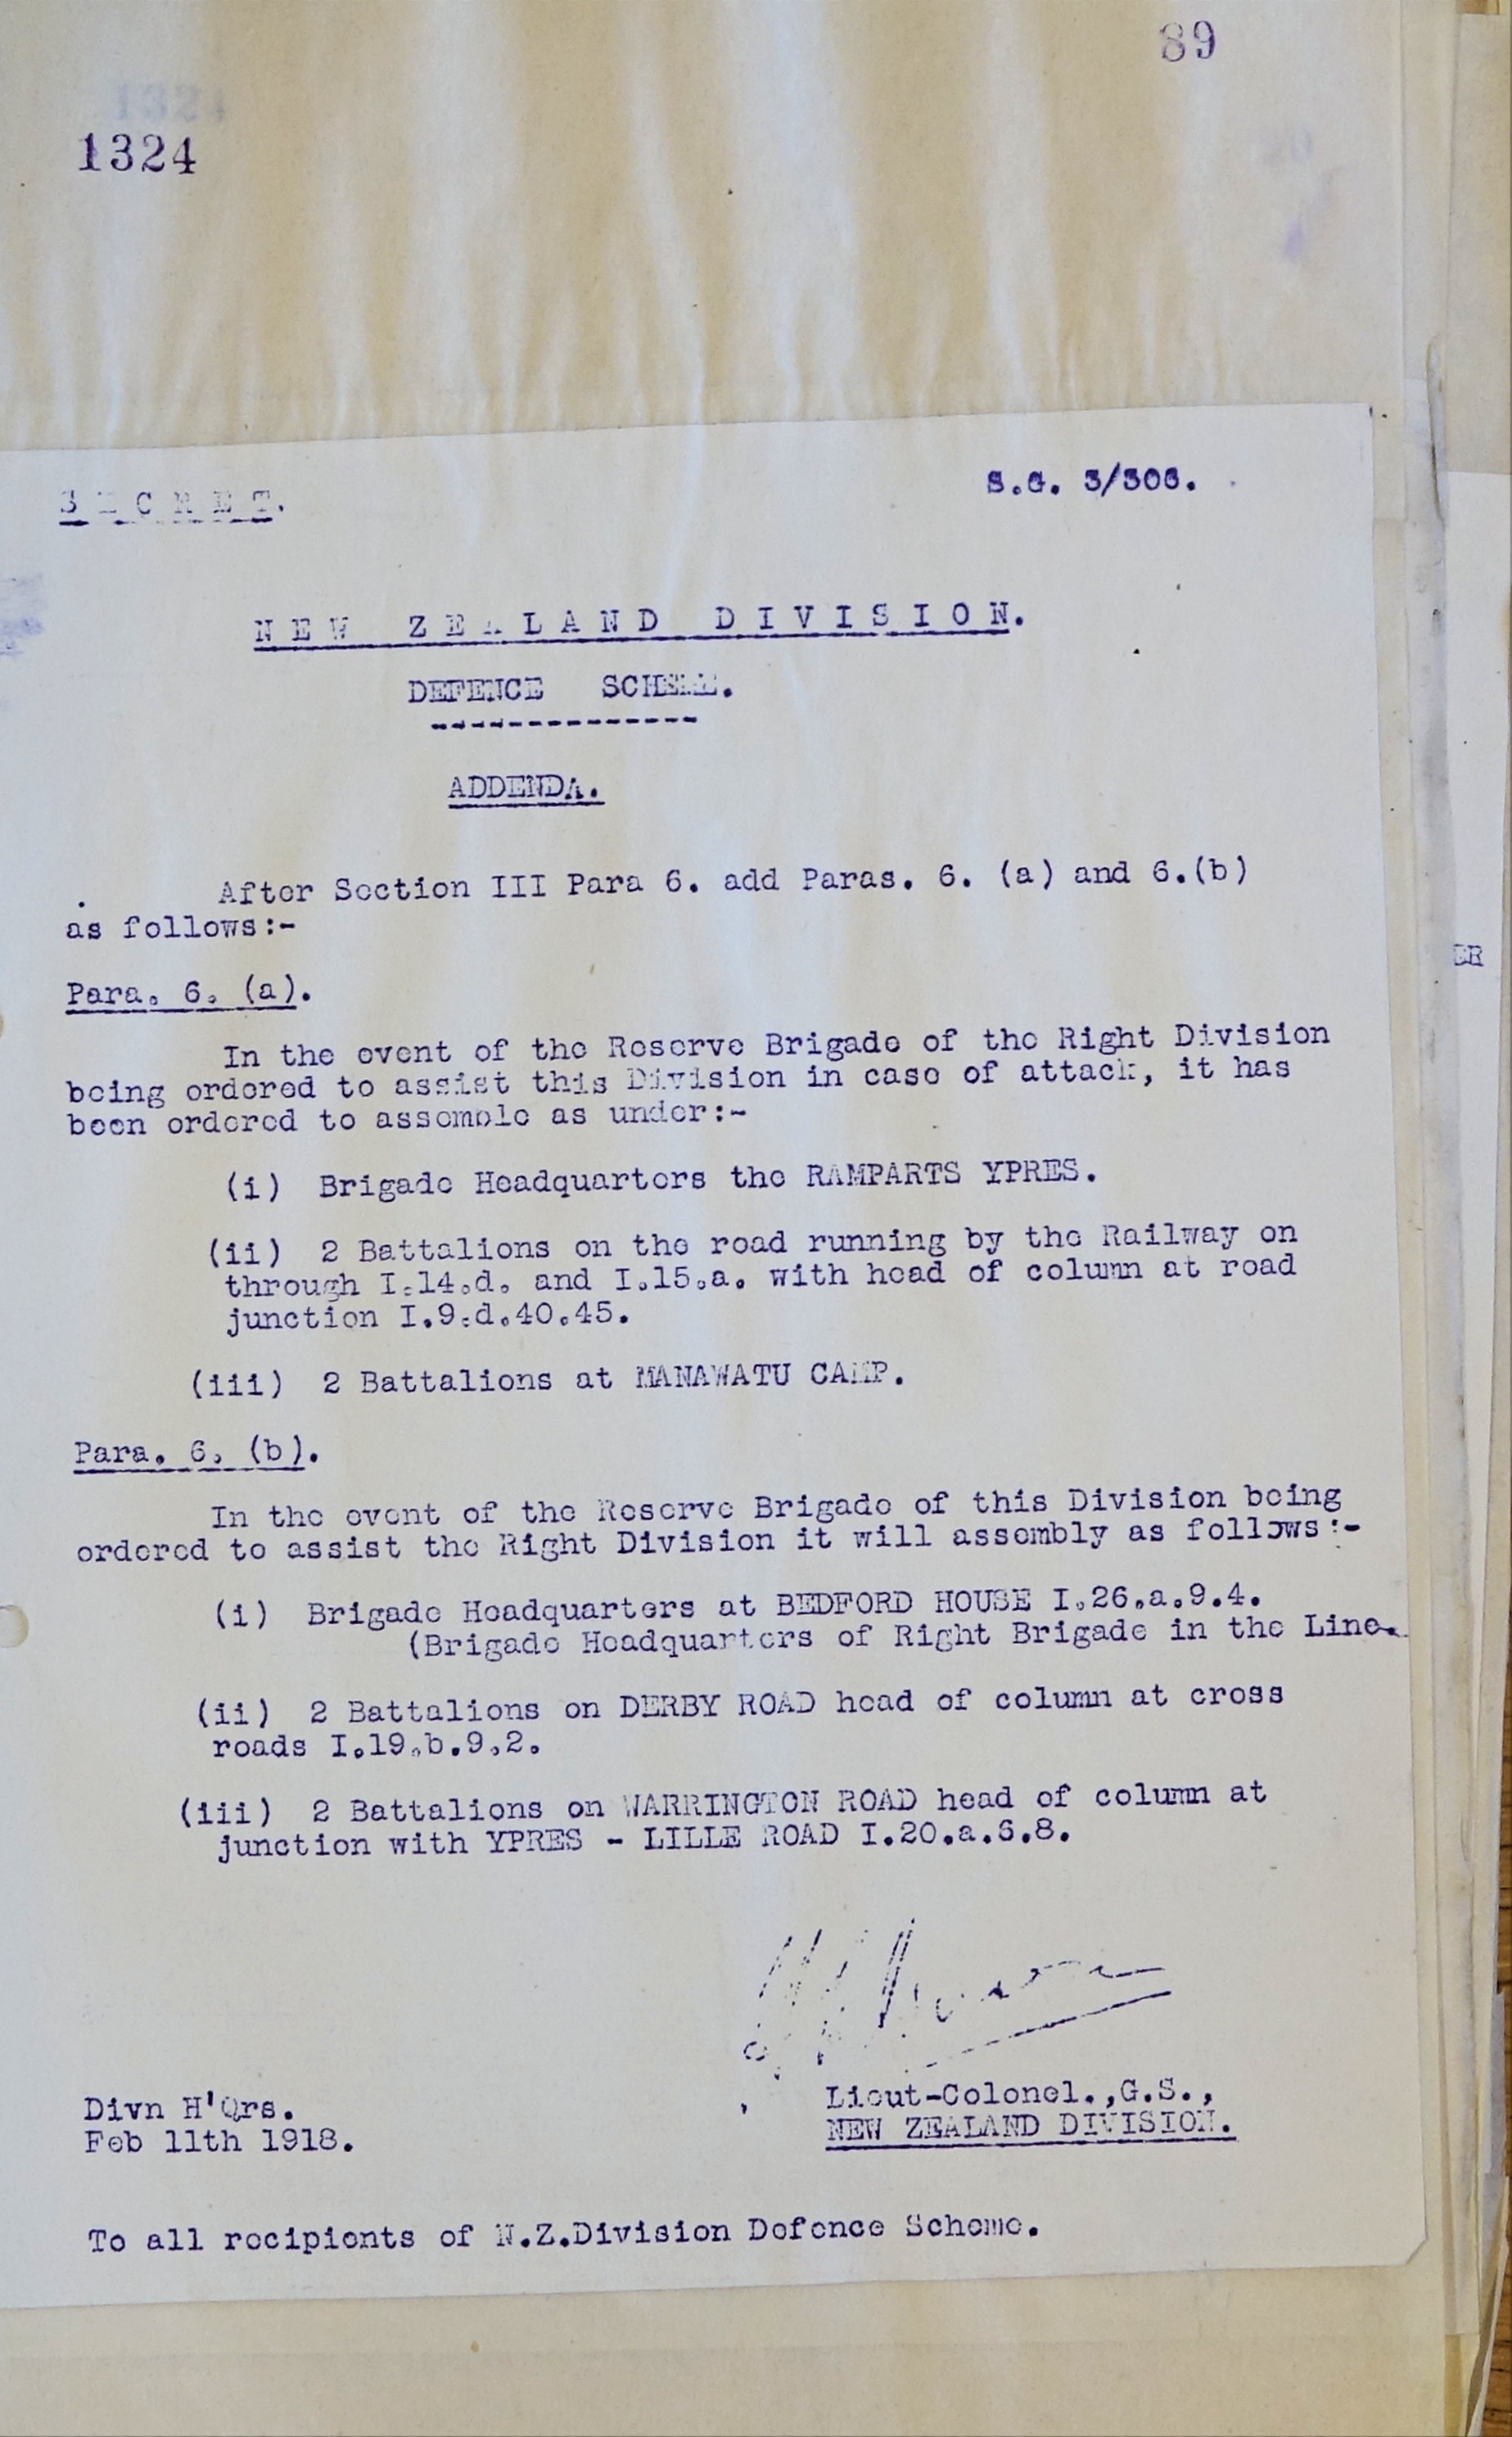 89
1324
S E C R E T.
S.G. 3/306.
N E W  Z E A L A N D  D I V I S I O N.
DEFENCE SCHEME.
--------------
ADDENDA.
After Section III Para 6. add Paras. 6. (a) and 6.(b)
as follows:-
Para. 6. (a).
In the event of the Reserve Brigade of the Right Division
being ordered to assist this Division in case of attack, it has
been ordered to assemble as under:-
(i) Brigade Headquarters the RAMPARTS YPRES.
(ii) 2 Battalions on the road running by the Railway on
through I.14.d. and I.15.a. with head of column at road
junction I.9.d.40.45.
(iii) 2 Battalions at MANAWATU CAMP.
Para. 6. (b).
In the event of the Reserve Brigade of this Division being
ordered to assist the Right Division it will assembly as follows:-
(i) Brigade Headquarters at BEDFORD HOUSE I.26.a.9.4.
(Brigade Headquarters of Right Brigade in the Line.
(ii) 2 Battalions on DERBY ROAD head of column at cross
roads I.19.b.9.2.
(iii) 2 Battalions on WARRINGTON ROAD head of column at
junction with YPRES - LILLE ROAD I.20.a.6.8.
Lieut-Colonel.,G.S.,
NEW ZEALAND DIVISION.
Divn H'Qrs.
Feb 11th 1918.
To all recipients of N.Z.Division Defence Scheme.
ER